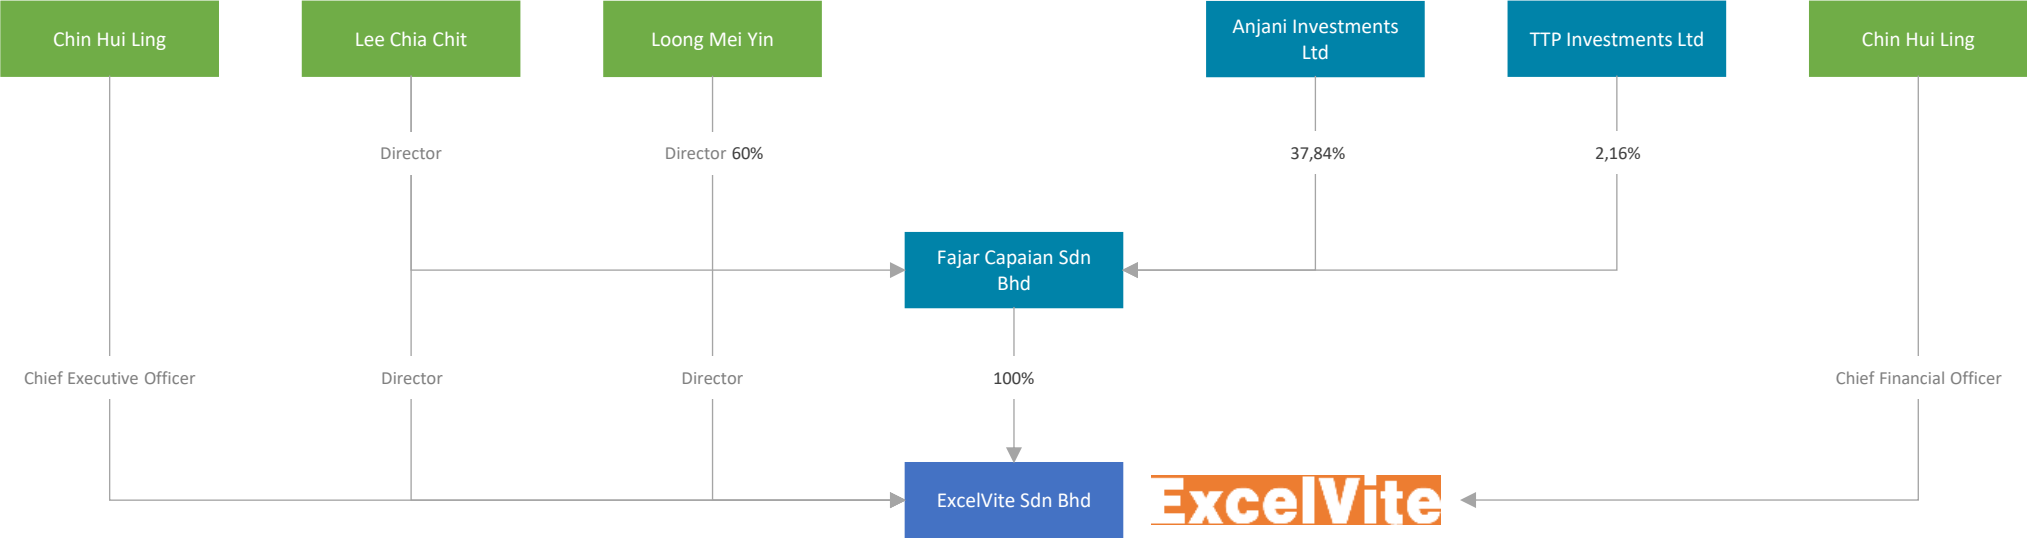 Chin Hui Ling
Lee Chia Chit
Loong Mei Yin
Anjani Investments
Ltd
TTP Investments Ltd
Chin Hui Ling
Director
Director 60%
37,84%
2,16%
Fajar Capaian Sdn
Bhd
Chief Executive Officer
Director
Director
100%
Chief Financial Officer
ExcelVite Sdn Bhd
ExcelVite